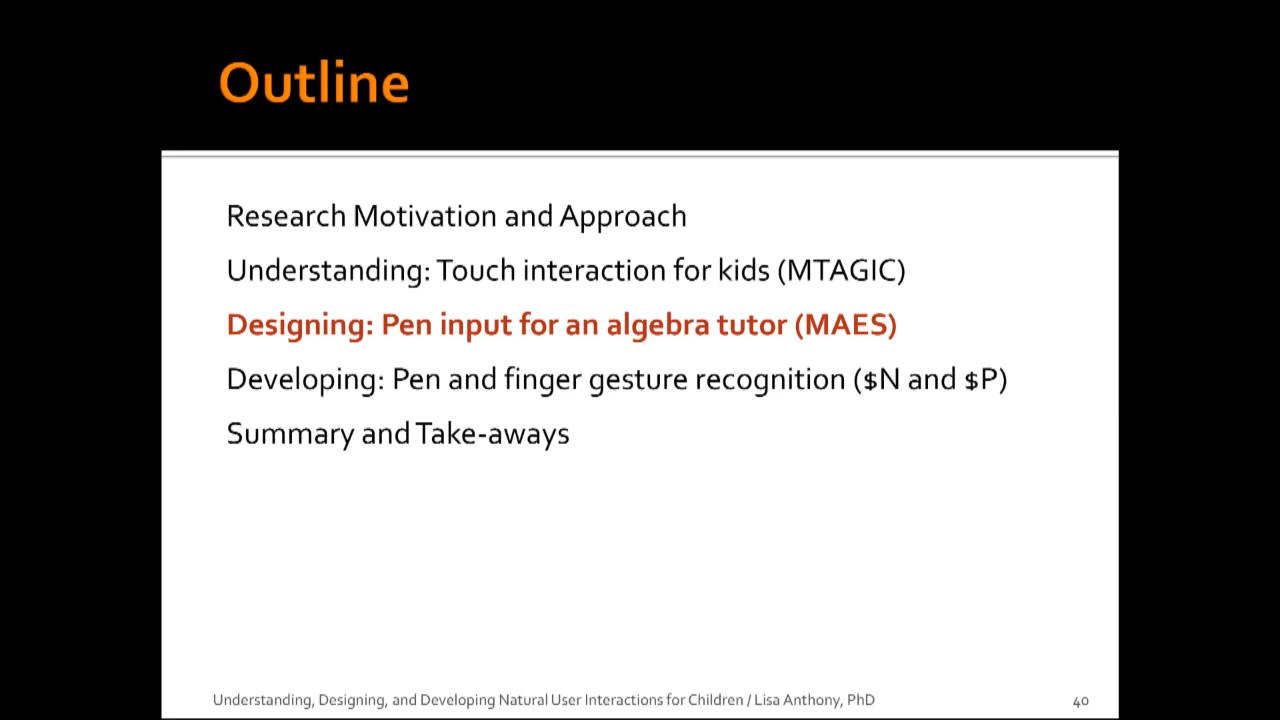 Outline
Research Motivation and Approach
Understanding: Touch interaction for kids (MTAGIC)
Designing: Pen input for an algebra tutor (MAES)
Developing: Pen and finger gesture recognition ($N and $P)
Summary and Take-aways
Understanding, Designing, and Developing Natural User Interactions for Children / Lisa Anthony, PhD
40